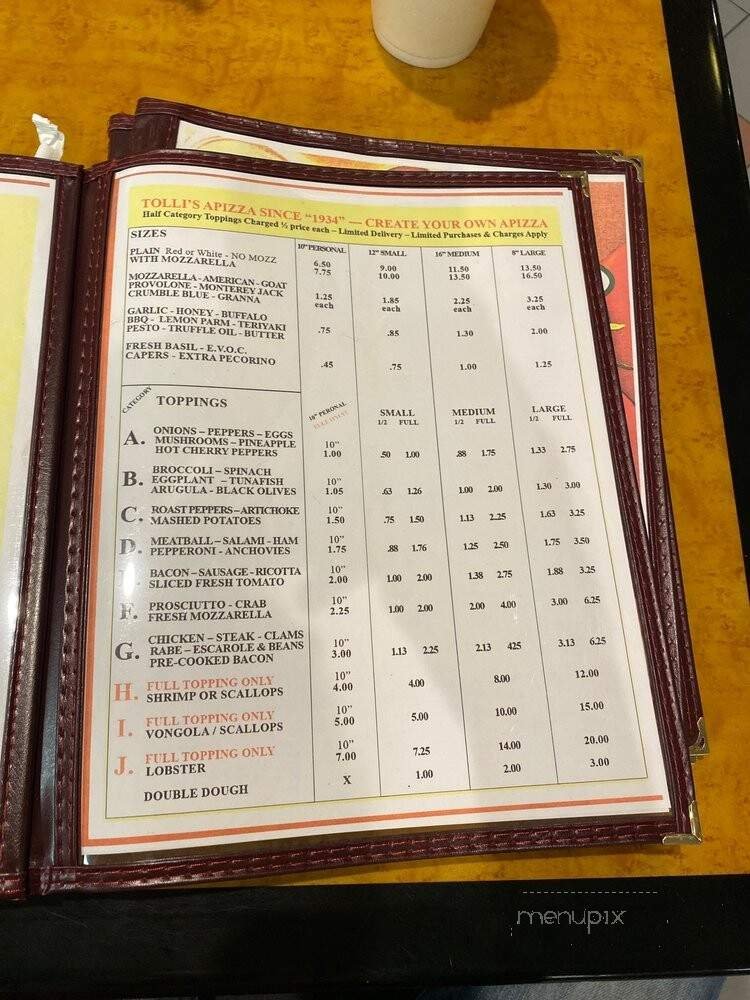 TOLLI'S APIZZA SINCE "1934" — CREATE YOUR OWN APIZZA
Half Category Toppings Charged ½ price each – Limited Delivery – Limited Purchases & Charges Apply
SIZES 10" PERSONAL 12" SMALL 16" MEDIUM 8" LARGE
PLAIN Red or White - NO MOZZ 6.50 9.00 11.50 13.50
WITH MOZZARELLA 7.75 10.00 13.50 16.50
MOZZARELLA - AMERICAN - GOAT
PROVOLONE - MONTEREY JACK 1.25 1.85 2.25 3.25
CRUMBLE BLUE - GRANNA each each each each
GARLIC - HONEY - BUFFALO
BBQ - LEMON PARM - TERIYAKI .75 .85 1.30 2.00
PESTO - TRUFFLE OIL - BUTTER
FRESH BASIL - E.V.O.C.
CAPERS - EXTRA PECORINO .45 .75 1.00 1.25
CATEGORY TOPPINGS 10" PERONAL SMALL MEDIUM LARGE
1/2 FULL 1/2 FULL 1/2 FULL
A. ONIONS – PEPPERS – EGGS
MUSHROOMS – PINEAPPLE 10"
HOT CHERRY PEPPERS 1.00 .50 1.00 .88 1.75 1.33 2.75
B. BROCCOLI – SPINACH
EGGPLANT – TUNAFISH 10"
ARUGULA - BLACK OLIVES 1.05 .63 1.26 1.00 2.00 1.30 3.00
C. ROAST PEPPERS – ARTICHOKE 10"
MASHED POTATOES 1.50 .75 1.50 1.13 2.25 1.63 3.25
D. MEATBALL – SALAMI - HAM 10"
PEPPERONI - ANCHOVIES 1.75 .88 1.76 1.25 2.50 1.75 3.50
BACON – SAUSAGE - RICOTTA 10"
SLICED FRESH TOMATO 2.00 1.00 2.00 1.38 2.75 1.88 3.25
F. PROSCIUTTO - CRAB 10"
FRESH MOZZARELLA 2.25 1.00 2.00 2.00 4.00 3.00 6.25
G. CHICKEN – STEAK - CLAMS
RABE – ESCAROLE & BEANS 10"
PRE-COOKED BACON 3.00 1.13 2.25 2.13 425 3.13 6.25
H. FULL TOPPING ONLY 10"
SHRIMP OR SCALLOPS 4.00 4.00 8.00 12.00
I. FULL TOPPING ONLY 10"
VONGOLA / SCALLOPS 5.00 5.00 10.00 15.00
J. FULL TOPPING ONLY 10"
LOBSTER 7.00 7.25 14.00 20.00
DOUBLE DOUGH X 1.00 2.00 3.00
menupix